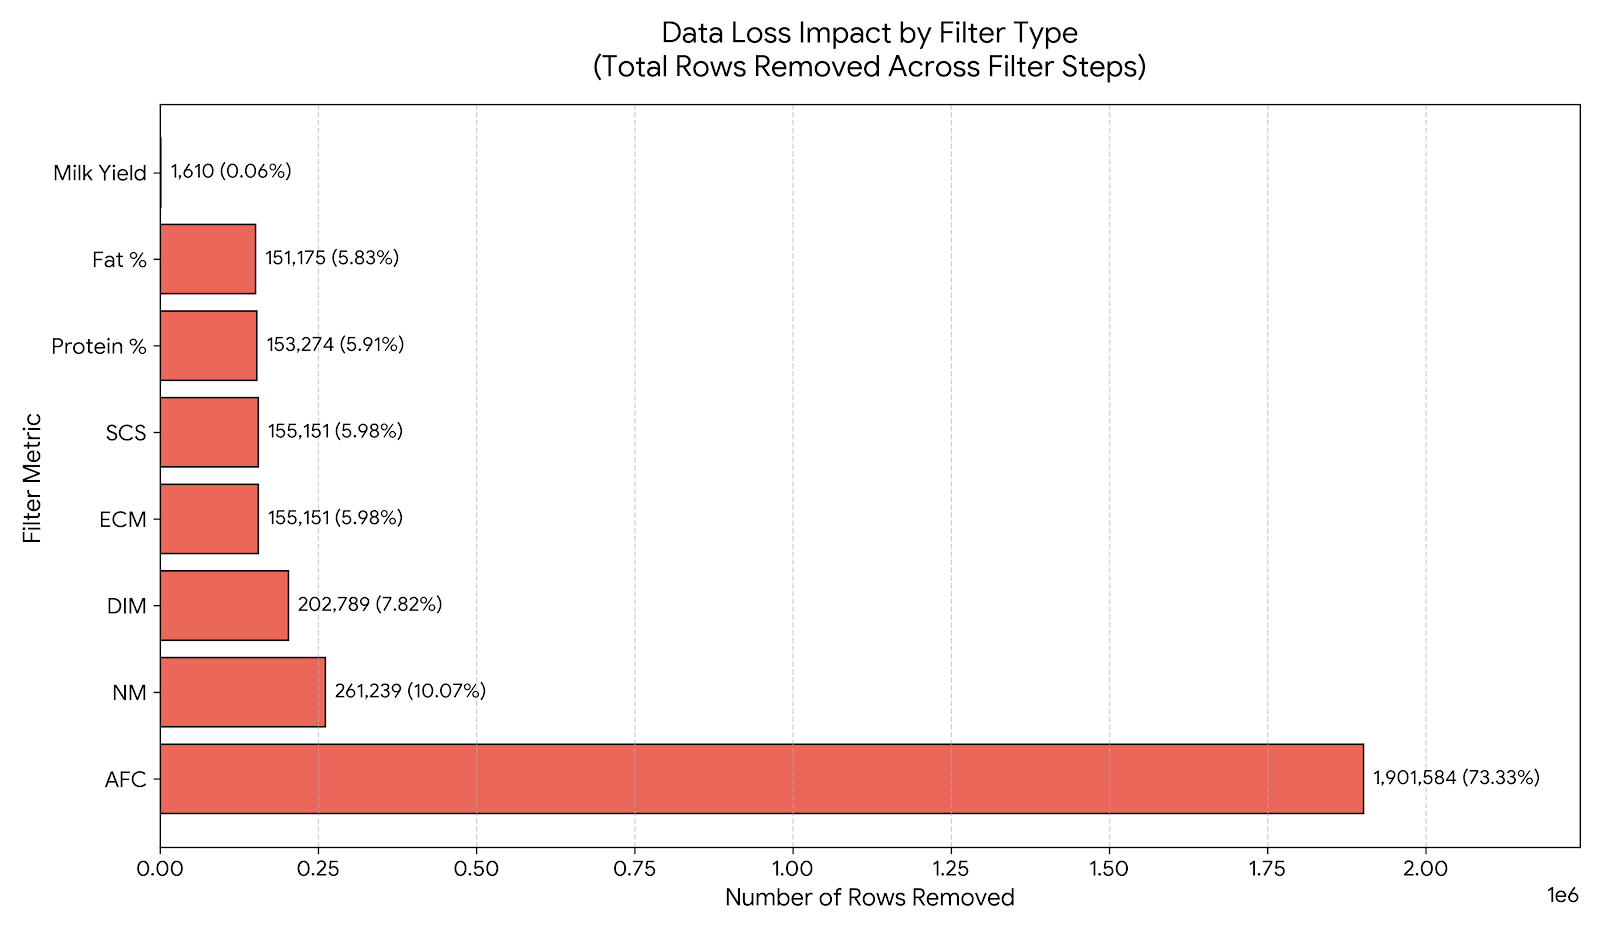 Data Loss Impact by Filter Type
(Total Rows Removed Across Filter Steps)
Milk Yield 1,610 (0.06%)
Fat % 151,175 (5.83%)
Protein % 153,274 (5.91%)
SCS 155,151 (5.98%)
ECM 155,151 (5.98%)
DIM 202,789 (7.82%)
NM 261,239 (10.07%)
AFC 1,901,584 (73.33%)
Filter Metric
0.00 0.25 0.50 0.75 1.00 1.25 1.50 1.75 2.00
Number of Rows Removed
1e6